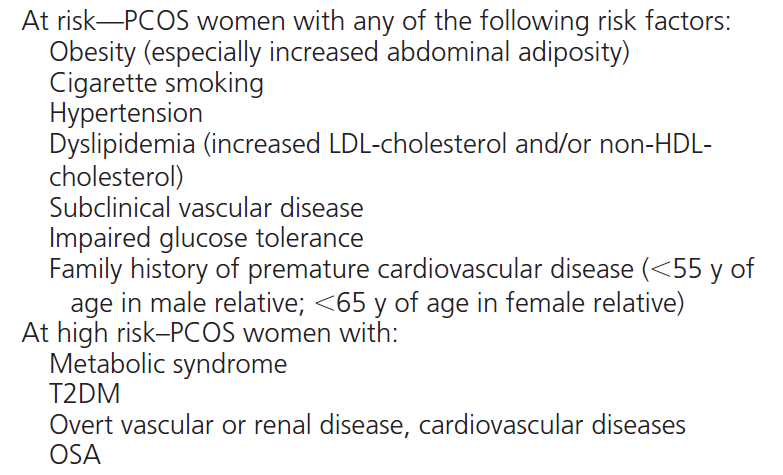 At risk—PCOS women with any of the following risk factors:
Obesity (especially increased abdominal adiposity)
Cigarette smoking
Hypertension
Dyslipidemia (increased LDL-cholesterol and/or non-HDL-
cholesterol)
Subclinical vascular disease
Impaired glucose tolerance
Family history of premature cardiovascular disease (<55 y of
age in male relative; <65 y of age in female relative)
At high risk–PCOS women with:
Metabolic syndrome
T2DM
Overt vascular or renal disease, cardiovascular diseases
OSA